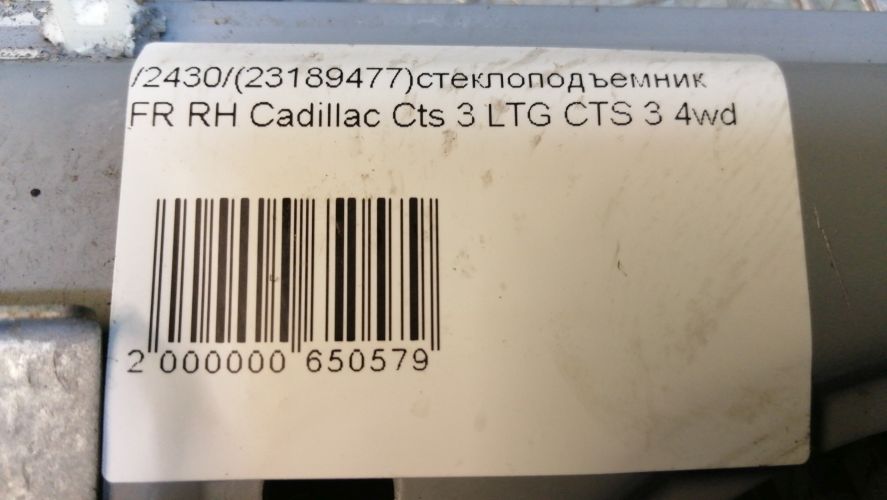 /2430/(23189477)стеклоподъемник
FR RH Cadillac Cts 3 LTG CTS 3 4wd
2 000000 650579